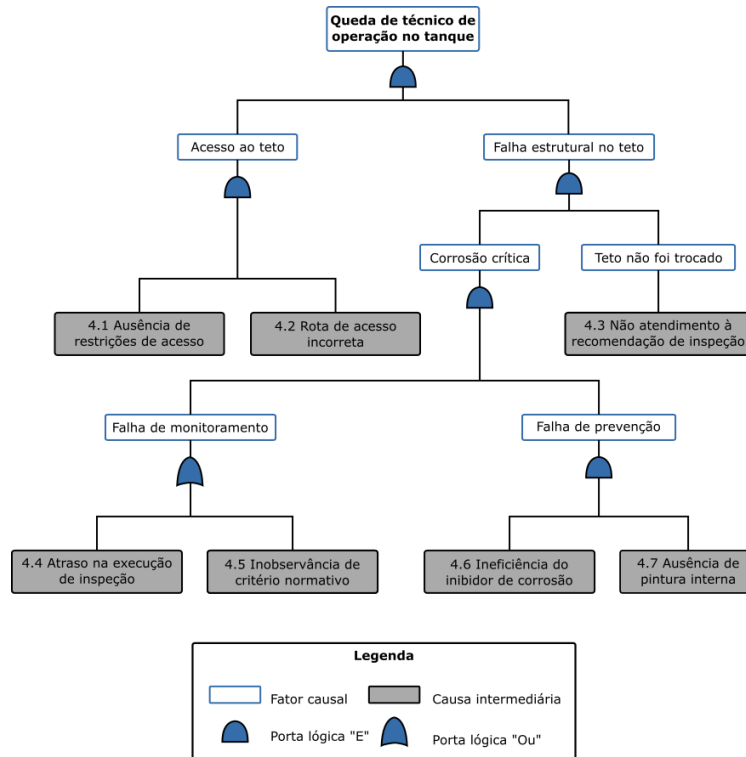 Queda de técnico de
operação no tanque
Acesso ao teto
Falha estrutural no teto
Corrosão crítica
Teto não foi trocado
4.1 Ausência de
restrições de acesso
4.2 Rota de acesso
incorreta
4.3 Não atendimento à
recomendação de inspeção
Falha de monitoramento
Falha de prevenção
4.4 Atraso na execução
de inspeção
4.5 Inobservância de
critério normativo
4.6 Ineficiência do
inibidor de corrosão
4.7 Ausência de
pintura interna
Legenda
Fator causal
Causa intermediária
Porta lógica "E"
Porta lógica "Ou"